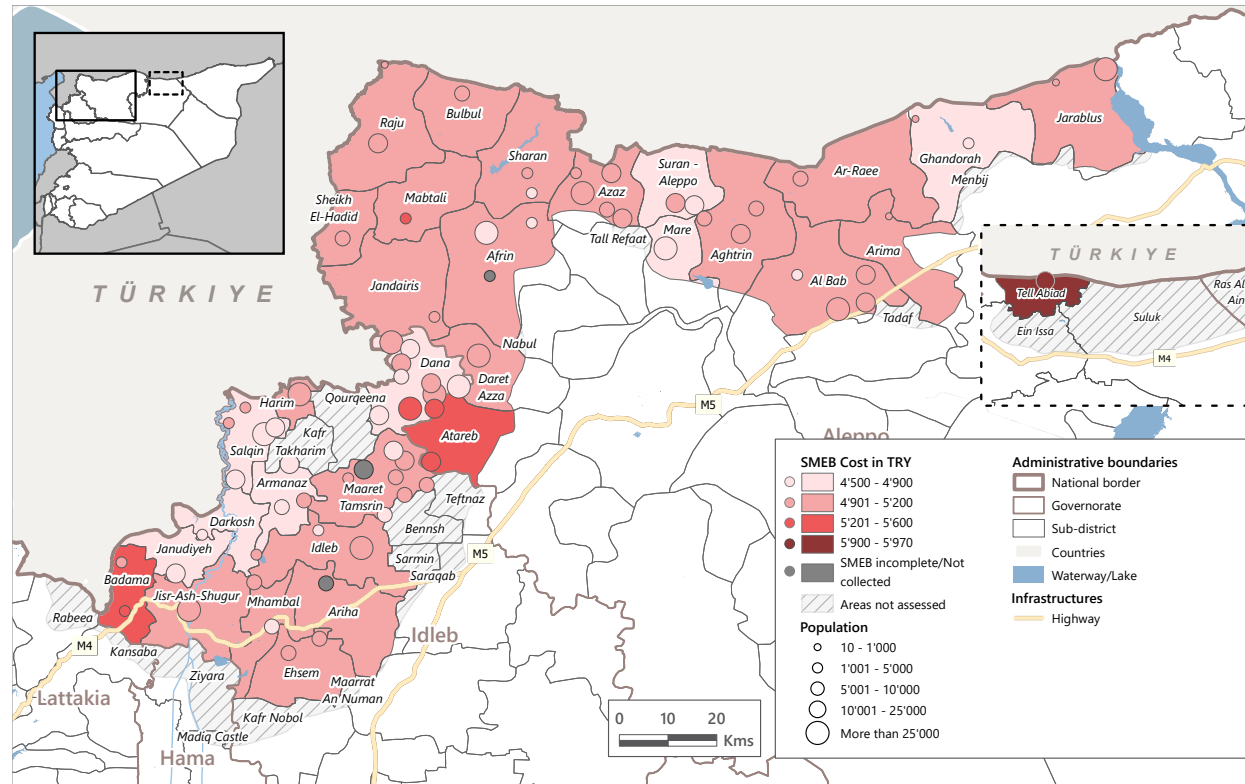 Bulbul
Raju
Sharan
Jarablus
Ghandorah
Menbij
Suran -
Aleppo
Ar-Raee
Azaz
Mabtali
Sheikh
El-Hadid
Mare
Tall Refaat
Afrin
Aghtrin
Arima
Al Bab
Jandairis
Tadaf
TÜRKIYE
TÜRKIYE
Tell Abiad
Ras Al
Ain
Suluk
Ein Issa
M4
Nabul
Dana
Daret
Azza
M5
Harim
Qourqeena
Kafr
Takharim
Salqin
Atareb
Aleppo
Armanaz
Maaret
Tamsrin
Teftnaz
Darkosh
Bennsh
Janudiyeh
Idleb
Sarmin
M5
Saraqab
Badama
Jisr-Ash-Shugur
Mhambal
Ariha
Rabeea
M4
Kansaba
Idleb
Ziyara
Ehsem
Maarrat
An Numan
Lattakia
Kafr Nobol
Madiq Castle
Hama
0 10 20
Kms
SMEB Cost in TRY
4'500 - 4'900
4'901 - 5'200
5'201 - 5'600
5'900 - 5'970
SMEB incomplete/Not
collected
Areas not assessed
Population
10 - 1'000
1'001 - 5'000
5'001 - 10'000
10'001 - 25'000
More than 25'000
Administrative boundaries
National border
Governorate
Sub-district
Countries
Waterway/Lake
Infrastructures
Highway